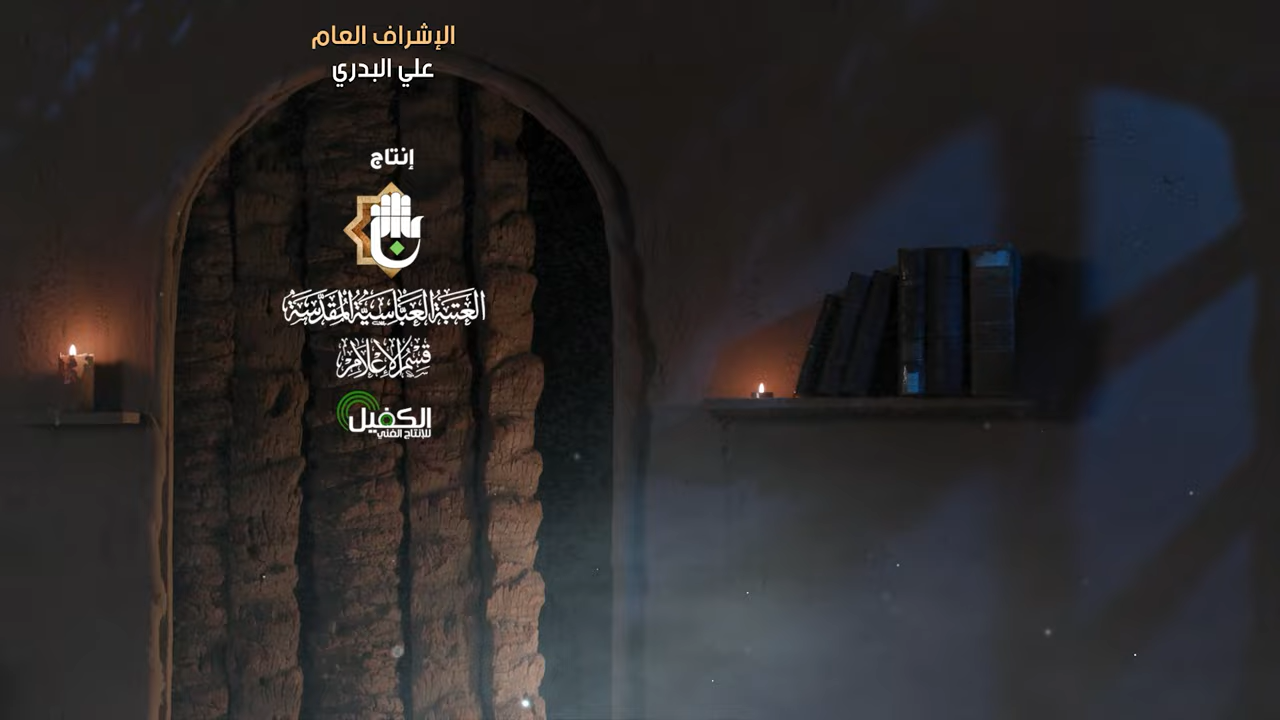 الإشراف العام
علي البدري
إنتاج
العتبة العباسية المقدسة
قسم الإعلام
الكفيل
للإنتاج الفني